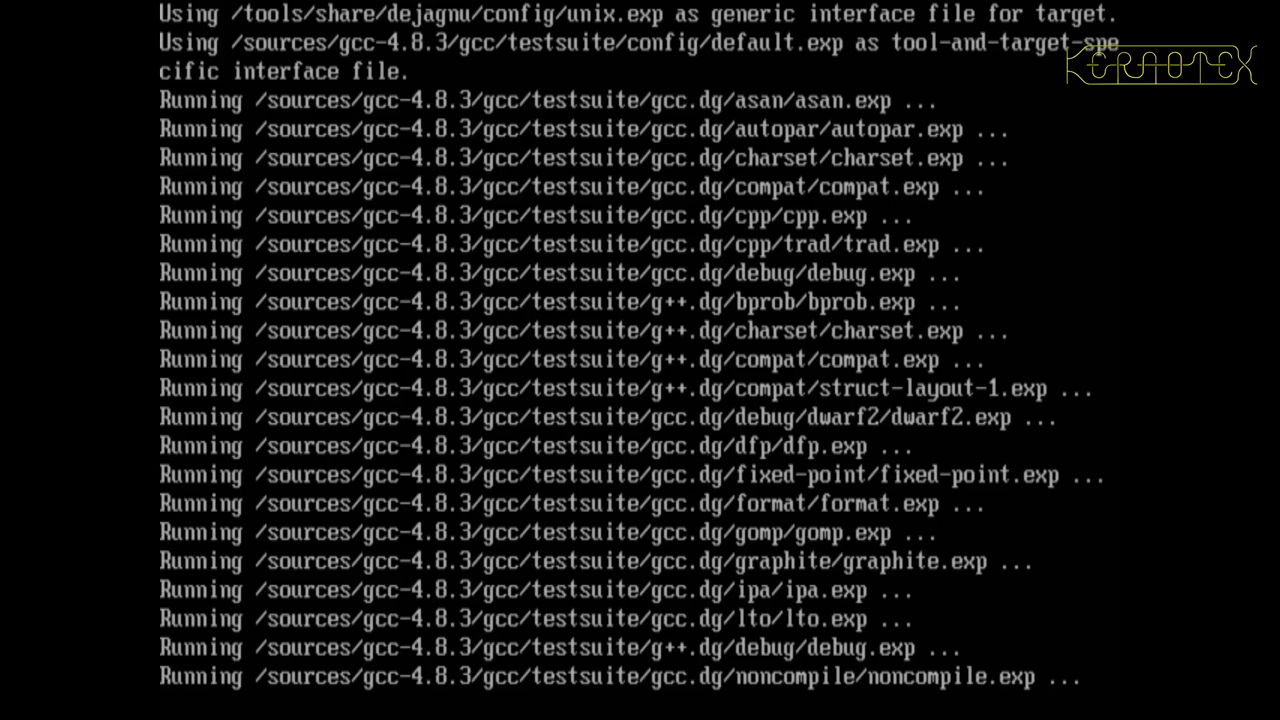 Using /tools/share/dejagnu/config/unix.exp as generic interface file for target.
Using /sources/gcc-4.8.3/gcc/testsuite/config/default.exp as tool-and-target-spe
cific interface file.
KERNOTEX
Running /sources/gcc-4.8.3/gcc/testsuite/gcc.dg/asan/asan.exp ...
Running /sources/gcc-4.8.3/gcc/testsuite/gcc.dg/autopar/autopar.exp ...
Running /sources/gcc-4.8.3/gcc/testsuite/gcc.dg/charset/charset.exp ...
Running /sources/gcc-4.8.3/gcc/testsuite/gcc.dg/compat/compat.exp ...
Running /sources/gcc-4.8.3/gcc/testsuite/gcc.dg/cpp/cpp.exp ...
Running /sources/gcc-4.8.3/gcc/testsuite/gcc.dg/cpp/trad/trad.exp ...
Running /sources/gcc-4.8.3/gcc/testsuite/gcc.dg/debug/debug.exp ...
Running /sources/gcc-4.8.3/gcc/testsuite/g++.dg/bprob/bprob.exp ...
Running /sources/gcc-4.8.3/gcc/testsuite/g++.dg/charset/charset.exp ...
Running /sources/gcc-4.8.3/gcc/testsuite/g++.dg/compat/compat.exp ...
Running /sources/gcc-4.8.3/gcc/testsuite/g++.dg/compat/struct-layout-1.exp ...
Running /sources/gcc-4.8.3/gcc/testsuite/gcc.dg/debug/dwarf2/dwarf2.exp ...
Running /sources/gcc-4.8.3/gcc/testsuite/gcc.dg/dfp/dfp.exp ...
Running /sources/gcc-4.8.3/gcc/testsuite/gcc.dg/fixed-point/fixed-point.exp ...
Running /sources/gcc-4.8.3/gcc/testsuite/gcc.dg/format/format.exp ...
Running /sources/gcc-4.8.3/gcc/testsuite/gcc.dg/gomp/gomp.exp ...
Running /sources/gcc-4.8.3/gcc/testsuite/gcc.dg/graphite/graphite.exp ...
Running /sources/gcc-4.8.3/gcc/testsuite/gcc.dg/ipa/ipa.exp ...
Running /sources/gcc-4.8.3/gcc/testsuite/gcc.dg/lto/lto.exp ...
Running /sources/gcc-4.8.3/gcc/testsuite/g++.dg/debug/debug.exp ...
Running /sources/gcc-4.8.3/gcc/testsuite/gcc.dg/noncompile/noncompile.exp ...